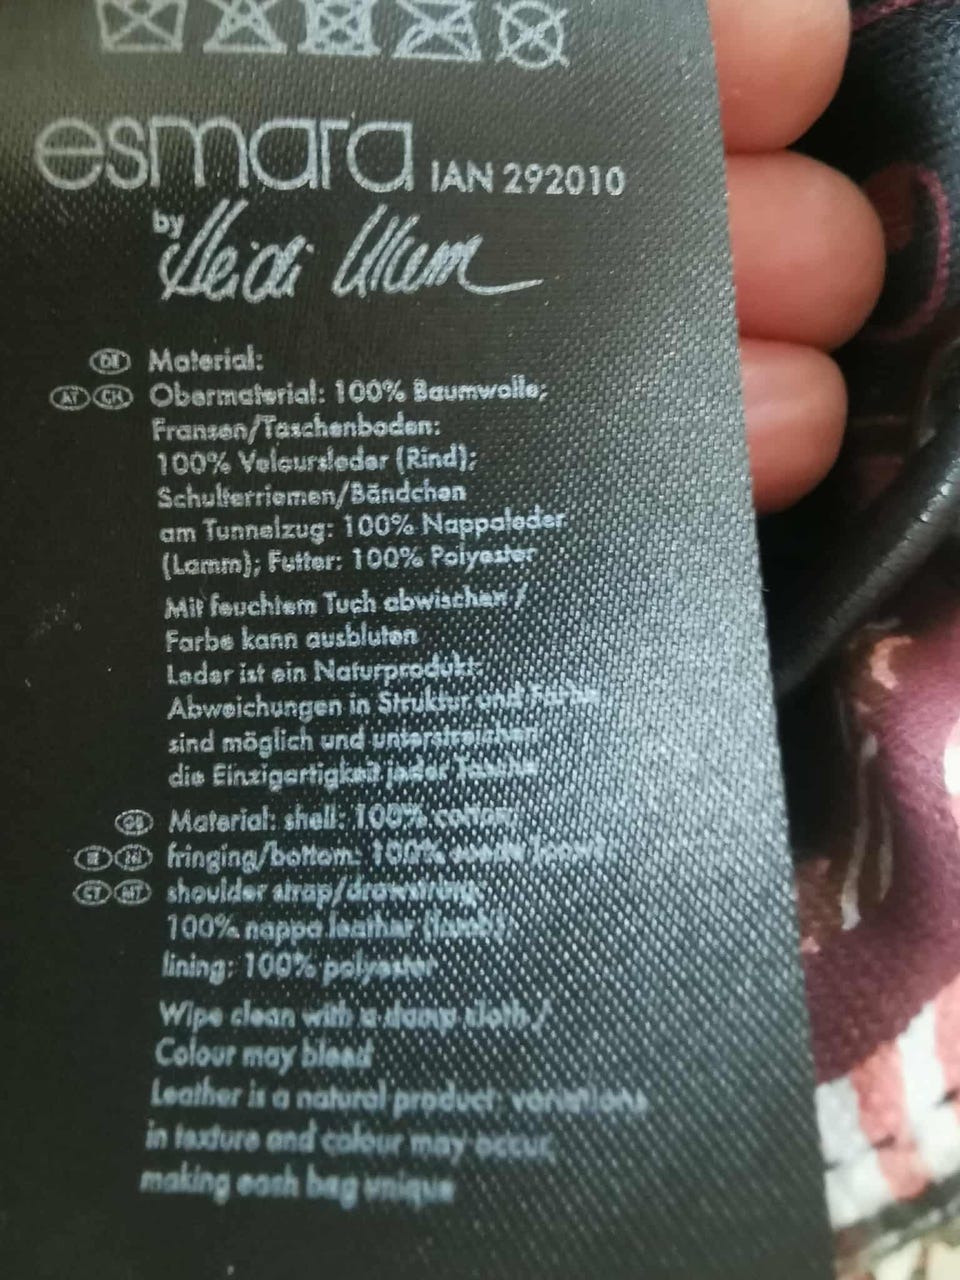 esmara IAN 292010
by Heidi Klum
DE Material:
AT CH Obermaterial: 100% Baumwolle;
Fransen/Taschenboden:
100% Veloursleder (Rind);
Schulterriemen/Bändchen
am Tunnelzug: 100% Nappaleder
(Lamm); Futter: 100% Polyester
Mit feuchtem Tuch abwischen /
Farbe kann ausbluten
Leder ist ein Naturprodukt:
Abweichungen in Struktur und Farbe
sind möglich und unterstreichen
die Einzigartigkeit jeder Tasche
GB Material: shell: 100% cotton;
IE NI fringing/bottom: 100% suede
CY MT shoulder strap/drawstring:
100% nappa leather (lamb);
lining: 100% polyester
Wipe clean with a damp cloth /
Colour may bleed
Leather is a natural product: variations
in texture and colour may occur,
making each bag unique